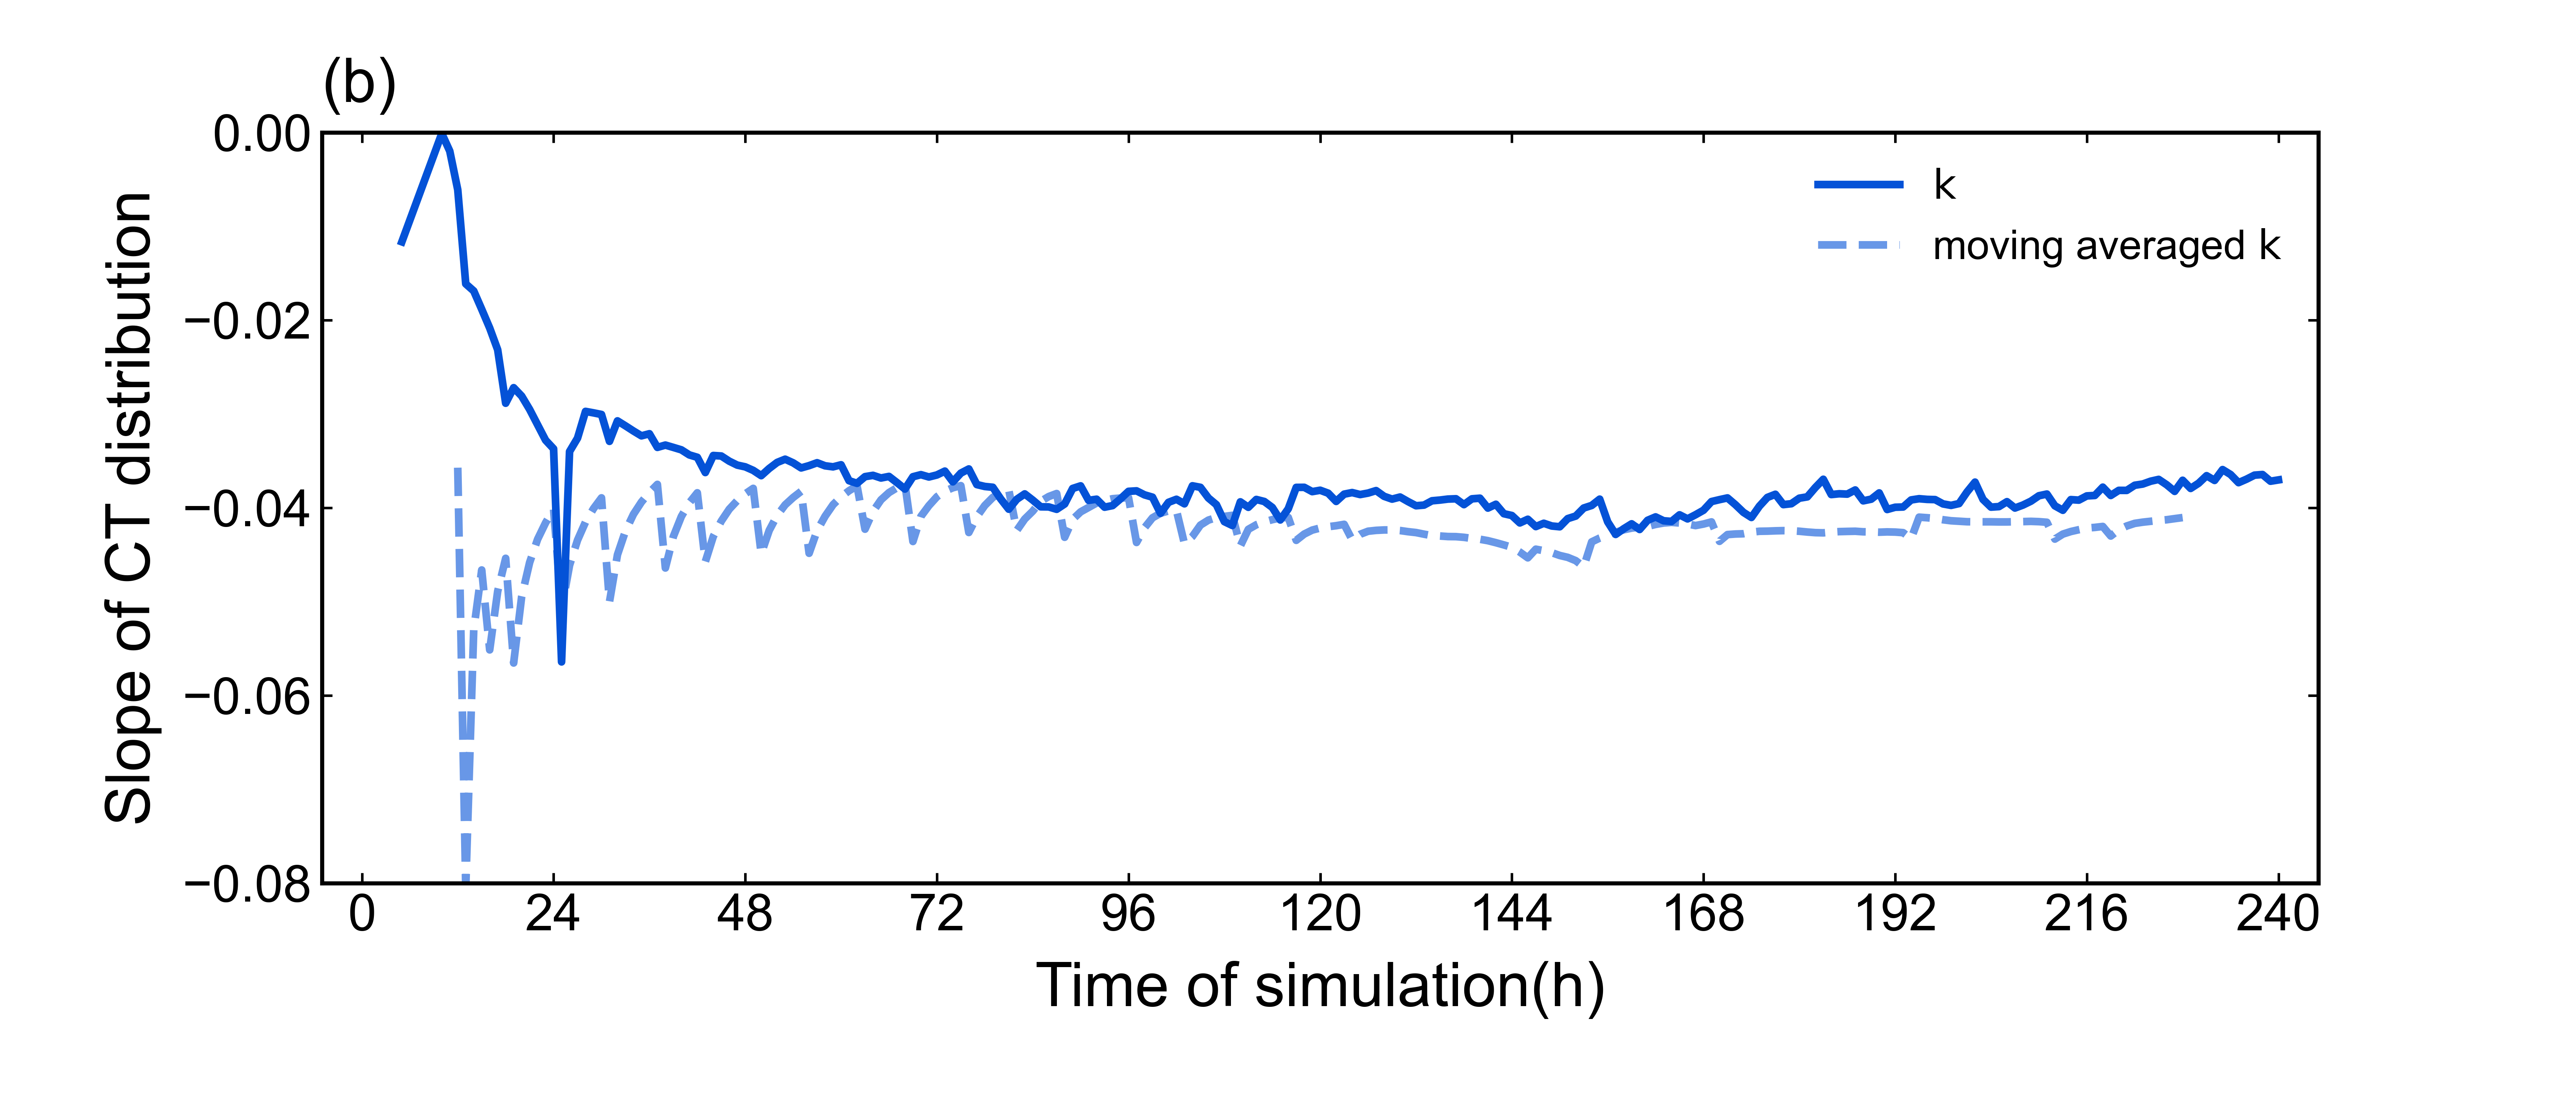 (b)
0.00
−0.02
−0.04
−0.06
−0.08
Slope of CT distribution
k
moving averaged k
0 24 48 72 96 120 144 168 192 216 240
Time of simulation(h)